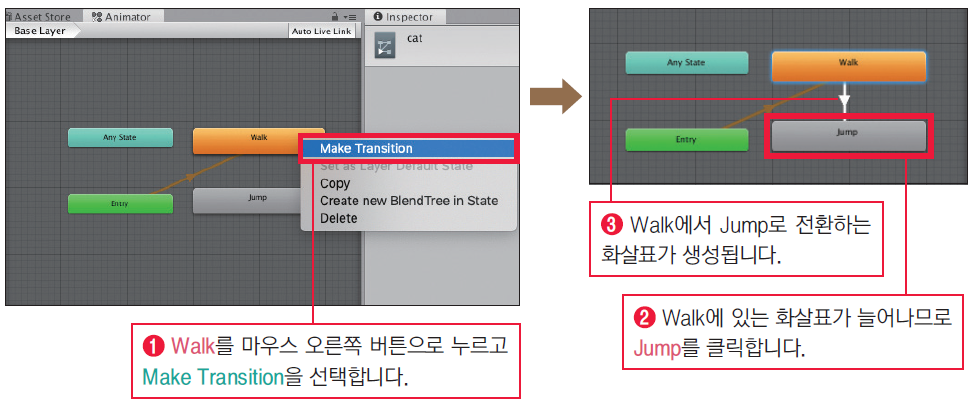 Asset Store Animator Inspector
Base Layer Auto Live Link
cat
Any State Walk
Entry Jump
Make Transition
Set as Layer Default State
Copy
Create new BlendTree in State
Delete
❶ Walk를 마우스 오른쪽 버튼으로 누르고
Make Transition을 선택합니다.
Any State Walk
Entry Jump
❸ Walk에서 Jump로 전환하는
화살표가 생성됩니다.
❷ Walk에 있는 화살표가 늘어나므로
Jump를 클릭합니다.